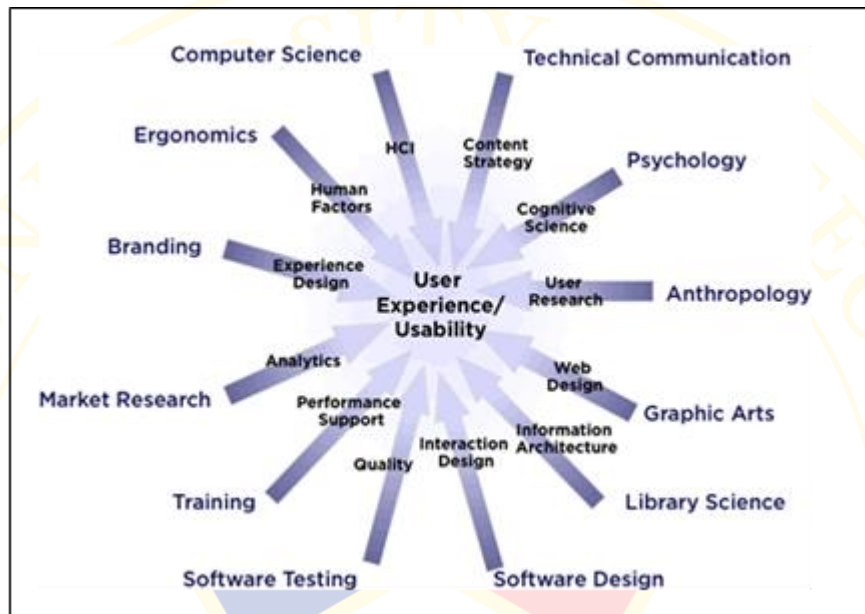 Computer Science
Technical Communication
Ergonomics
HCI
Content
Strategy
Psychology
Human
Factors
Cognitive
Science
Branding
Experience
Design
User
Experience/
Usability
User
Research
Anthropology
Analytics
Web
Design
Market Research
Performance
Support
Graphic Arts
Quality
Interaction
Design
Information
Architecture
Training
Library Science
Software Testing
Software Design